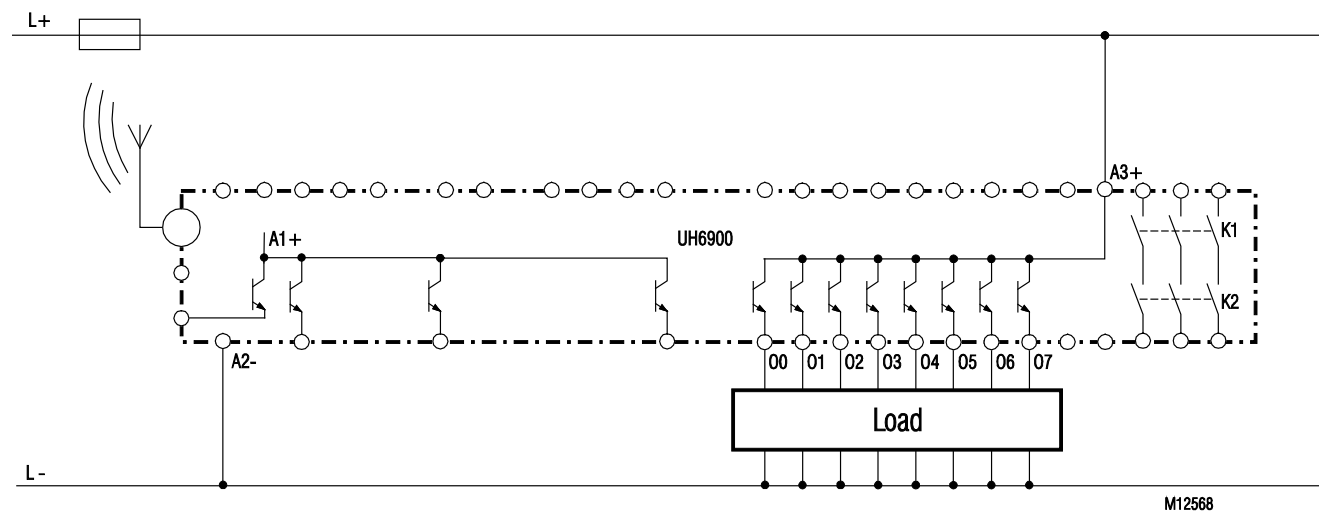 L+
A3+
K1
A1+
UH6900
K2
A2-
O0 O1 O2 O3 O4 O5 O6 O7
Load
L-
M12568